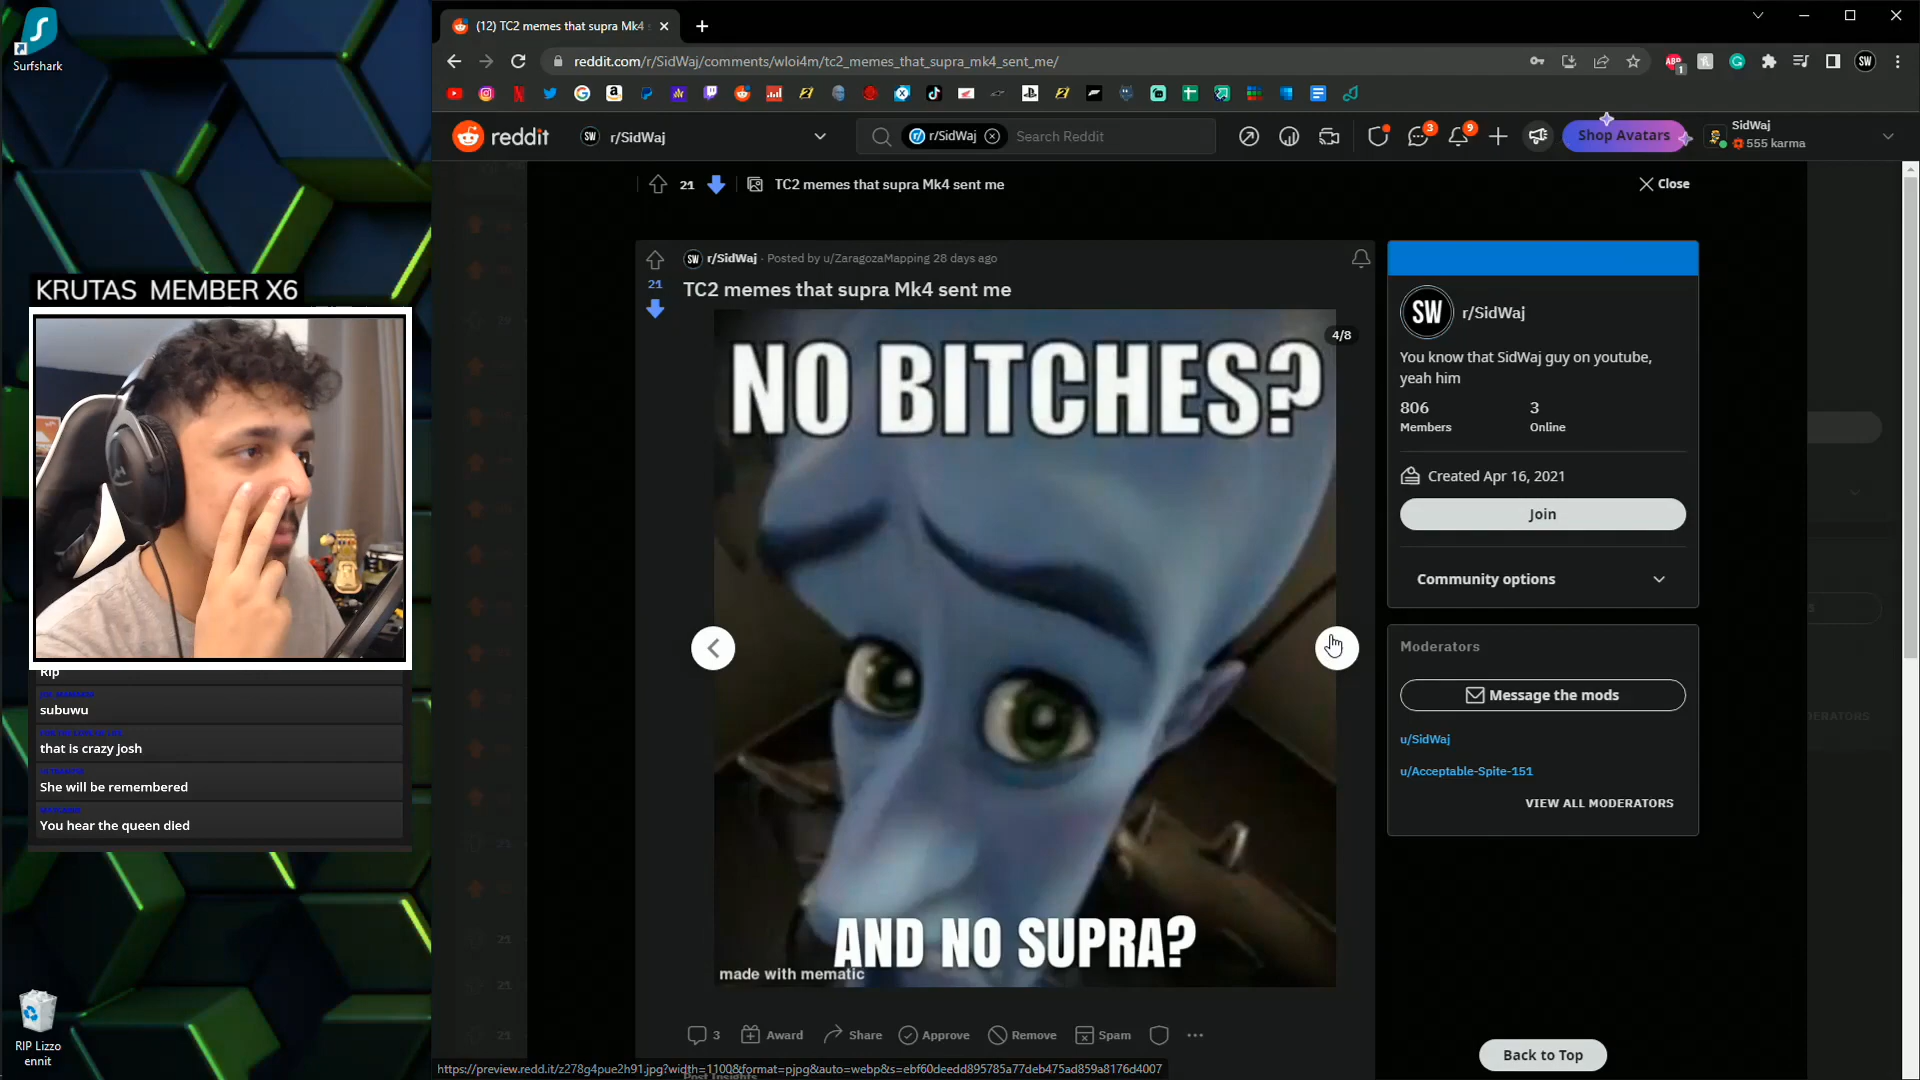 Surfshark
(12) TC2 memes that supra Mk4
reddit.com/r/SidWaj/comments/wloi4m/tc2_memes_that_supra_mk4_sent_me/
reddit
r/SidWaj
r/SidWaj
Search Reddit
3
9
Shop Avatars
SidWaj
555 karma
21
TC2 memes that supra Mk4 sent me
Close
r/SidWaj · Posted by u/ZaragozaMapping 28 days ago
21
TC2 memes that supra Mk4 sent me
4/8
NO BITCHES?
AND NO SUPRA?
made with mematic
3
Award
Share
Approve
Remove
Spam
SW
r/SidWaj
You know that SidWaj guy on youtube,
yeah him
806
Members
3
Online
Created Apr 16, 2021
Join
Community options
Moderators
Message the mods
u/SidWaj
u/Acceptable-Spite-151
VIEW ALL MODERATORS
Back to Top
https://preview.redd.it/z278g4pue2h91.jpg?width=1100&format=pjpg&auto=webp&s=ebf60deedd895785a77deb475ad859a8176d4007
KRUTAS MEMBER X6
Rip
subuwu
that is crazy josh
She will be remembered
You hear the queen died
RIP Lizzo
ennit